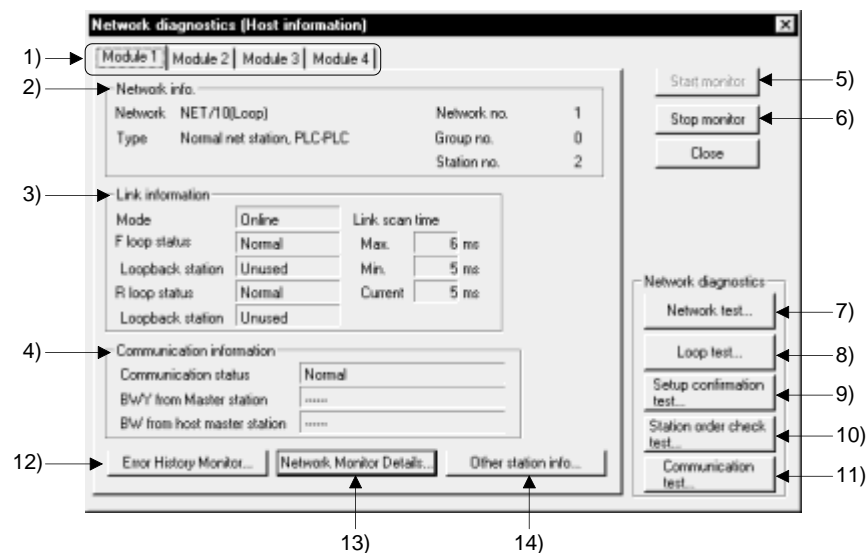 Network diagnostics (Host information)
1)
Module 1
Module 2
Module 3
Module 4
2)
Network info.
Network NET/10(Loop)
Network no. 1
Type Normal net station, PLC-PLC
Group no. 0
Station no. 2
Start monitor
5)
Stop monitor
6)
Close
3)
Link information
Mode Online
Link scan time
F loop status Normal
Max. 6 ms
Loopback station Unused
Min. 5 ms
R loop status Normal
Current 5 ms
Loopback station Unused
4)
Communication information
Communication status Normal
BWY from Master station ------
BW from host master station ------
Network diagnostics
Network test...
7)
Loop test...
8)
Setup confirmation
test...
9)
Station order check
test...
10)
Communication
test...
11)
12)
Error History Monitor...
Network Monitor Details...
Other station info...
13)
14)